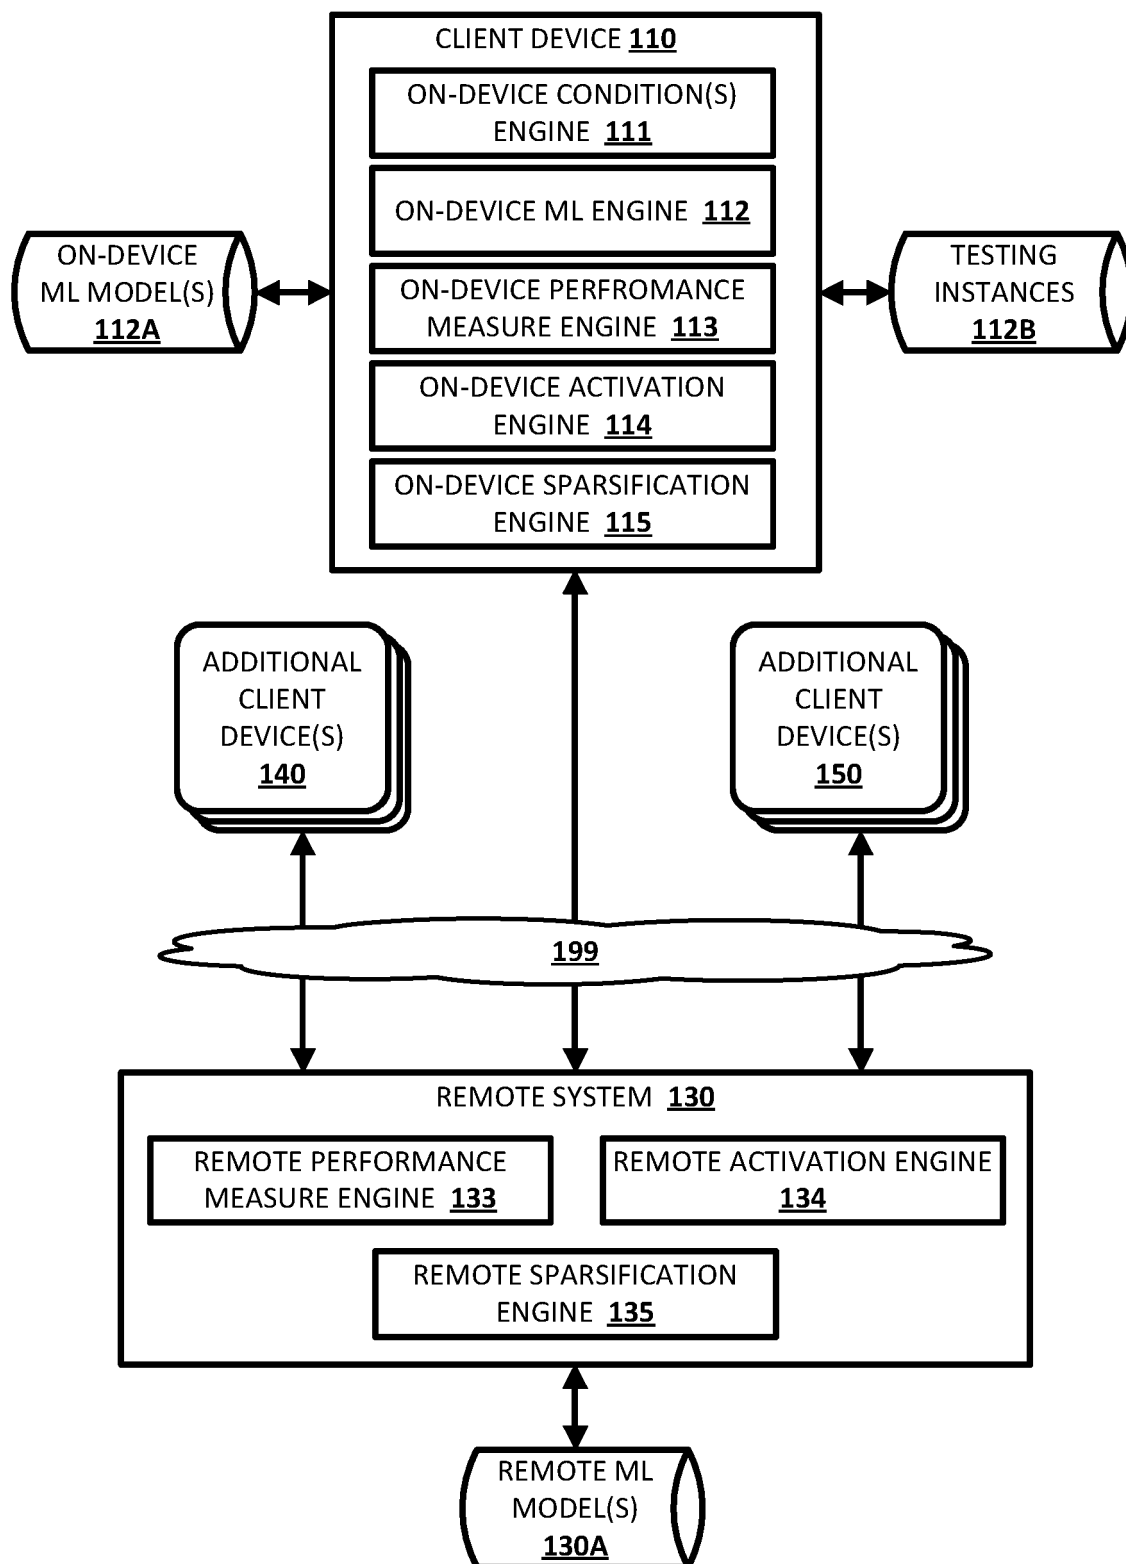 CLIENT DEVICE 110
ON-DEVICE CONDITION(S)
ENGINE 111
ON-DEVICE ML ENGINE 112
ON-DEVICE PERFROMANCE
MEASURE ENGINE 113
ON-DEVICE ACTIVATION
ENGINE 114
ON-DEVICE SPARSIFICATION
ENGINE 115
ON-DEVICE
ML MODEL(S)
112A
TESTING
INSTANCES
112B
ADDITIONAL
CLIENT
DEVICE(S)
140
ADDITIONAL
CLIENT
DEVICE(S)
150
199
REMOTE SYSTEM 130
REMOTE PERFORMANCE
MEASURE ENGINE 133
REMOTE ACTIVATION ENGINE
134
REMOTE SPARSIFICATION
ENGINE 135
REMOTE ML
MODEL(S)
130A